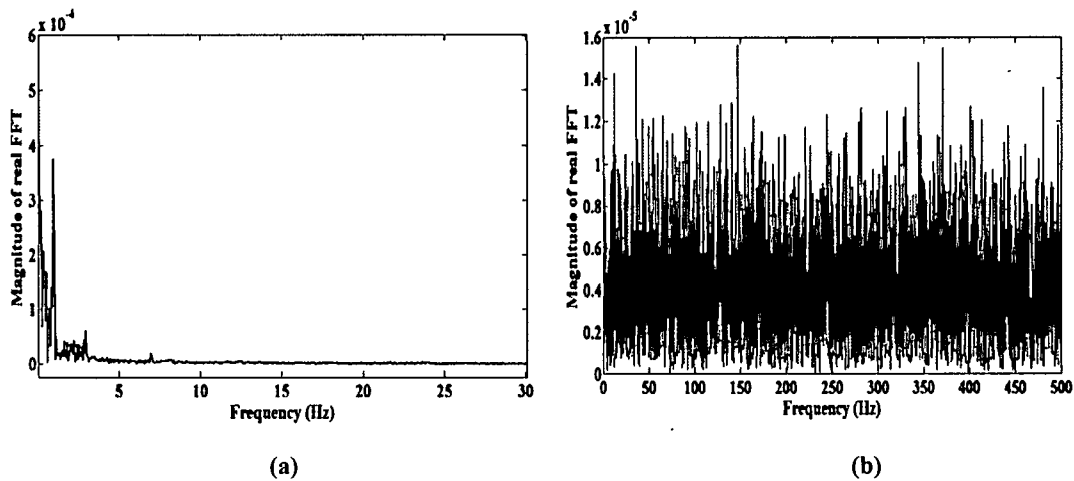 6 x 10⁻⁴
5
4
3
2
1
0
Magnitude of real FFT
5 10 15 20 25 30
Frequency (Hz)
(a)
1.6 x 10⁻⁵
1.4
1.2
1
0.8
0.6
0.4
0.2
0
Magnitude of real FFT
0 50 100 150 200 250 300 350 400 450 500
Frequency (Hz)
(b)